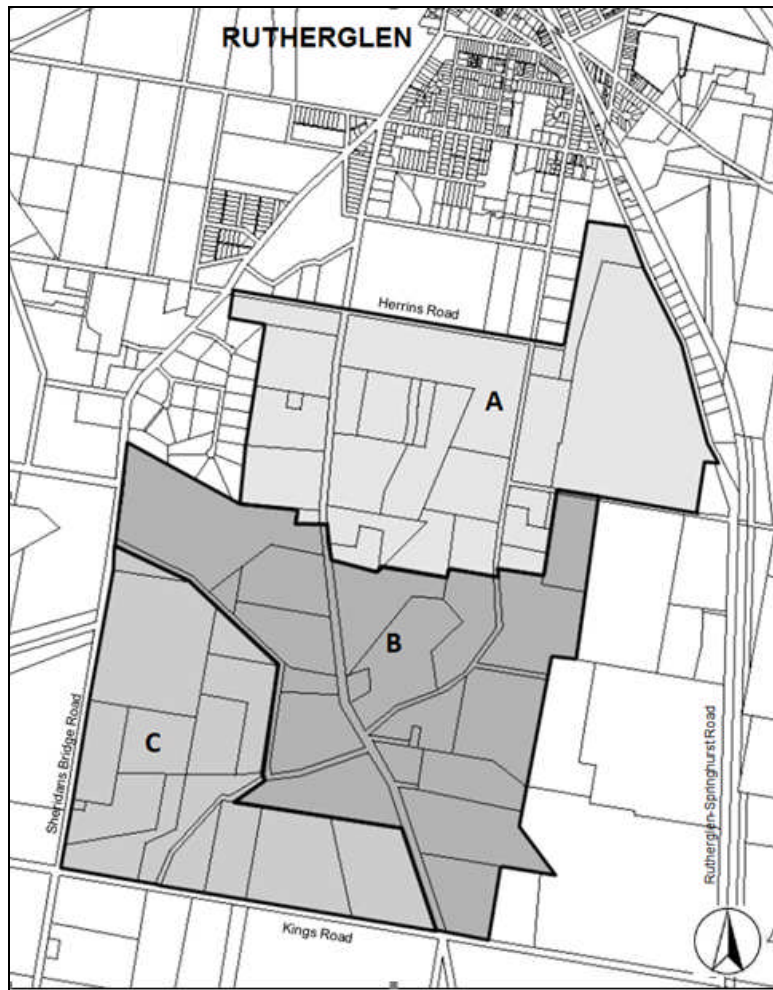 RUTHERGLEN
Herrins Road
A
B
C
Sheridans Bridge Road
Rutherglen-Springhurst Road
Kings Road